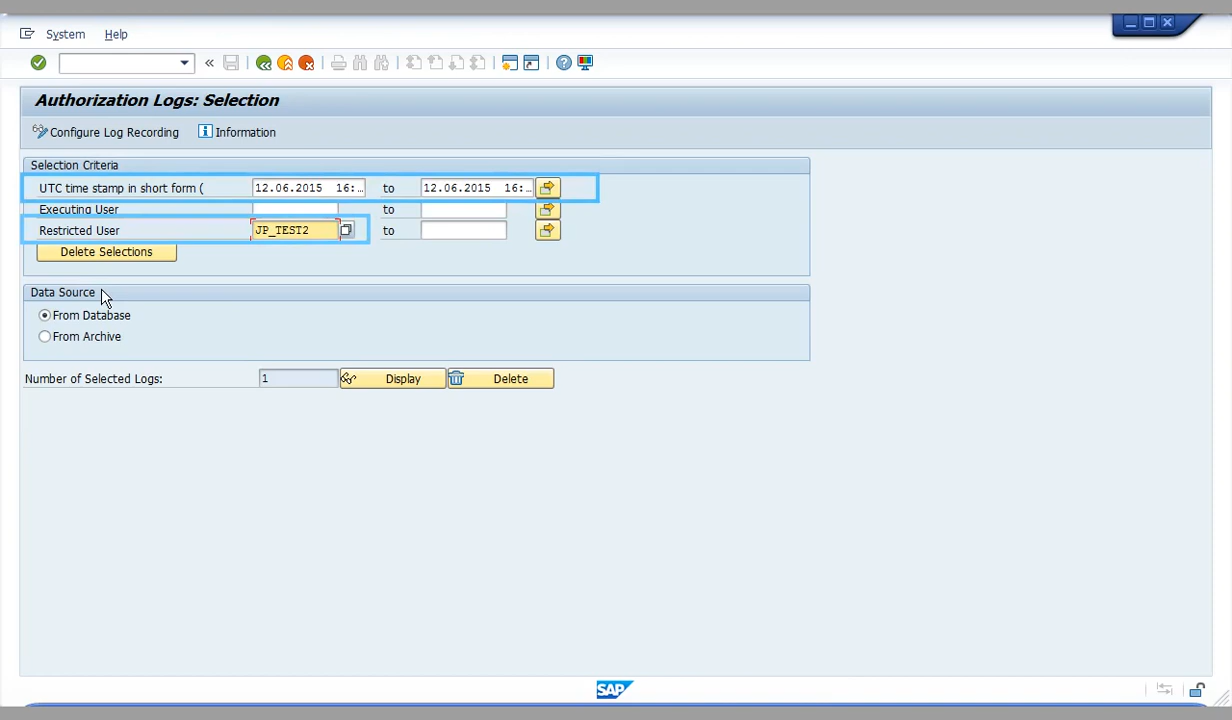 System Help
Authorization Logs: Selection
Configure Log Recording Information
Selection Criteria
UTC time stamp in short form ( 12.06.2015 16:... to 12.06.2015 16:...
Executing User to
Restricted User JP_TEST2 to
Delete Selections
Data Source
From Database
From Archive
Number of Selected Logs: 1 Display Delete
SAP